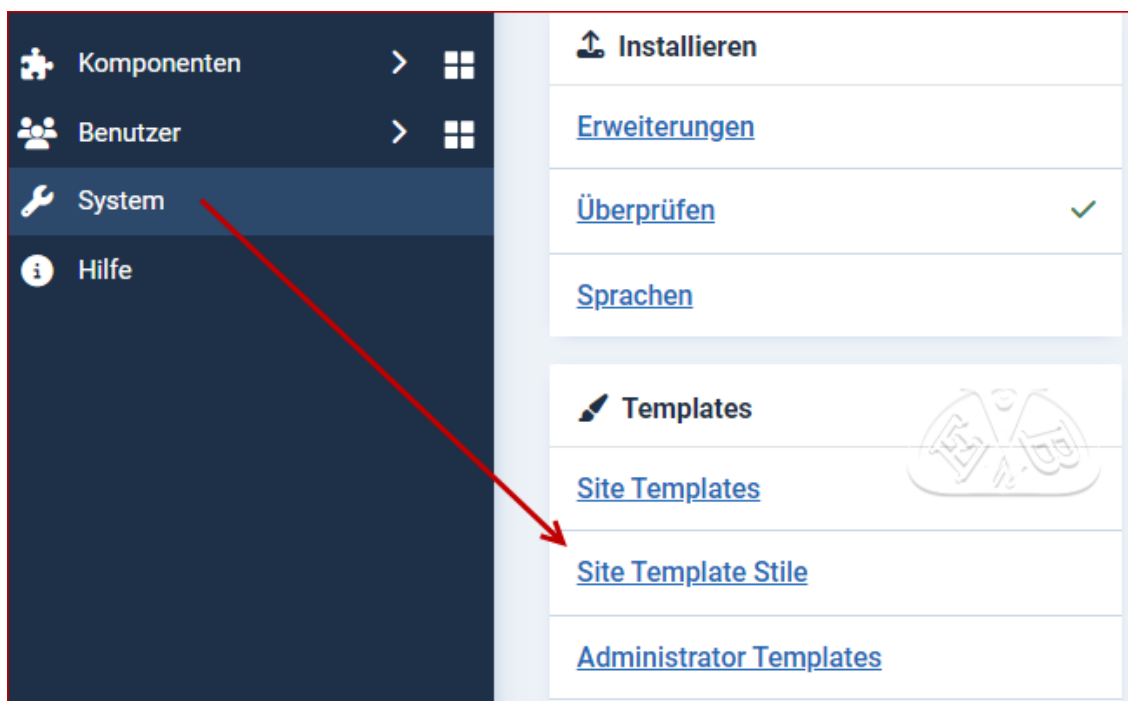 Komponenten
Benutzer
System
Hilfe
Installieren
Erweiterungen
Überprüfen
Sprachen
Templates
Site Templates
Site Template Stile
Administrator Templates